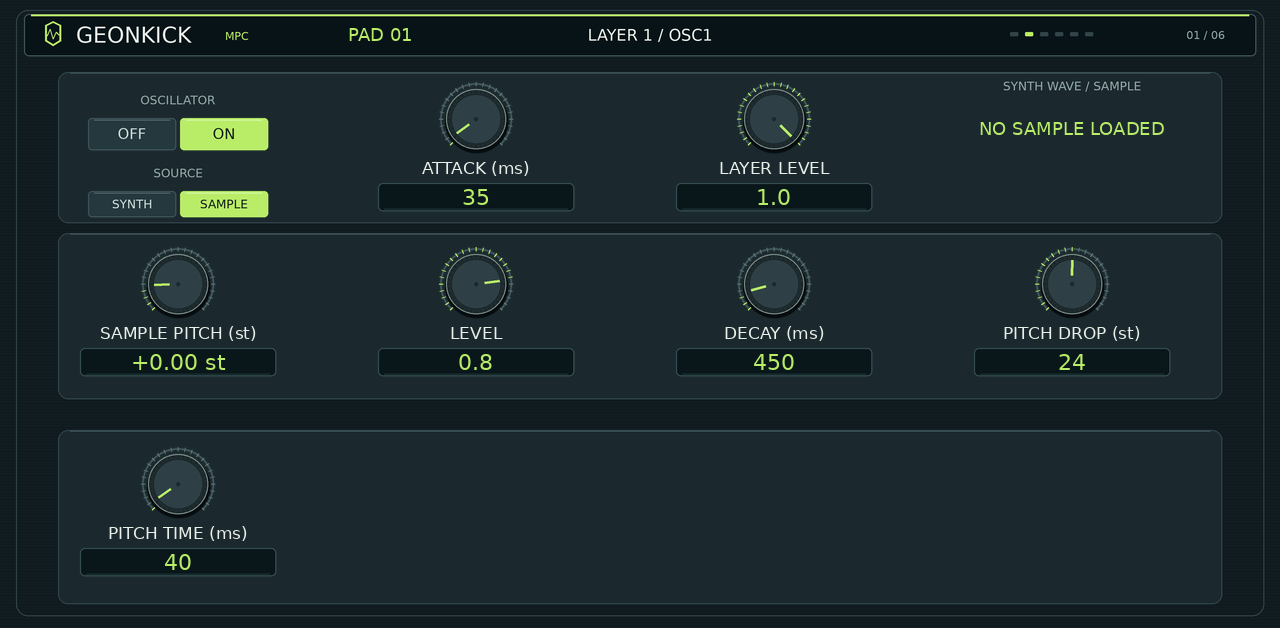 GEONKICK MPC PAD 01 LAYER 1 / OSC1 01 / 06
OSCILLATOR
OFF ON
SOURCE
SYNTH SAMPLE
ATTACK (ms)
35
LAYER LEVEL
1.0
SYNTH WAVE / SAMPLE
NO SAMPLE LOADED
SAMPLE PITCH (st)
+0.00 st
LEVEL
0.8
DECAY (ms)
450
PITCH DROP (st)
24
PITCH TIME (ms)
40